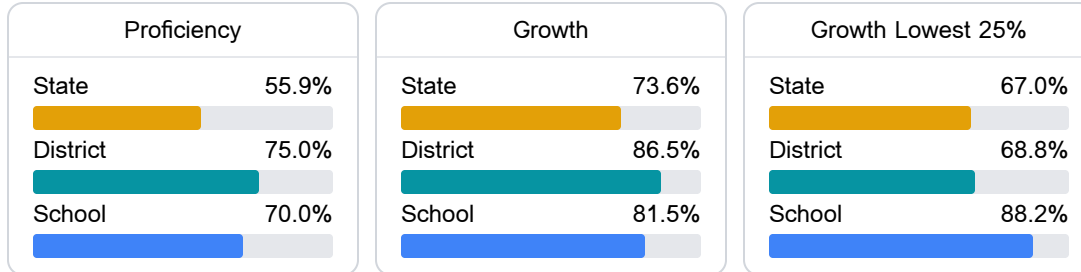 Proficiency
State 55.9%
District 75.0%
School 70.0%
Growth
State 73.6%
District 86.5%
School 81.5%
Growth Lowest 25%
State 67.0%
District 68.8%
School 88.2%